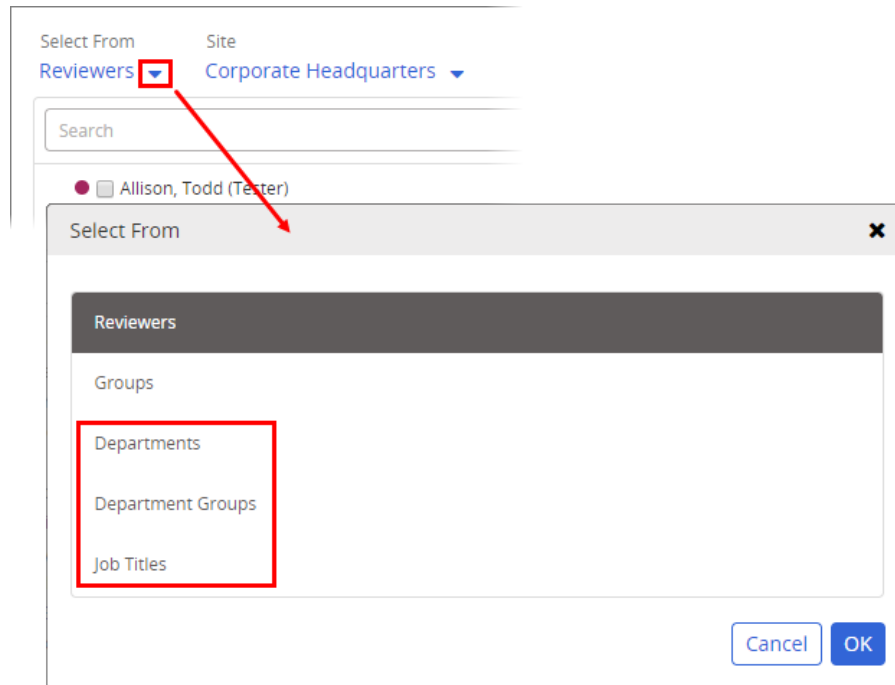 Select From Site
Reviewers Corporate Headquarters
Search
Allison, Todd (Tester)
Select From
Reviewers
Groups
Departments
Department Groups
Job Titles
Cancel OK